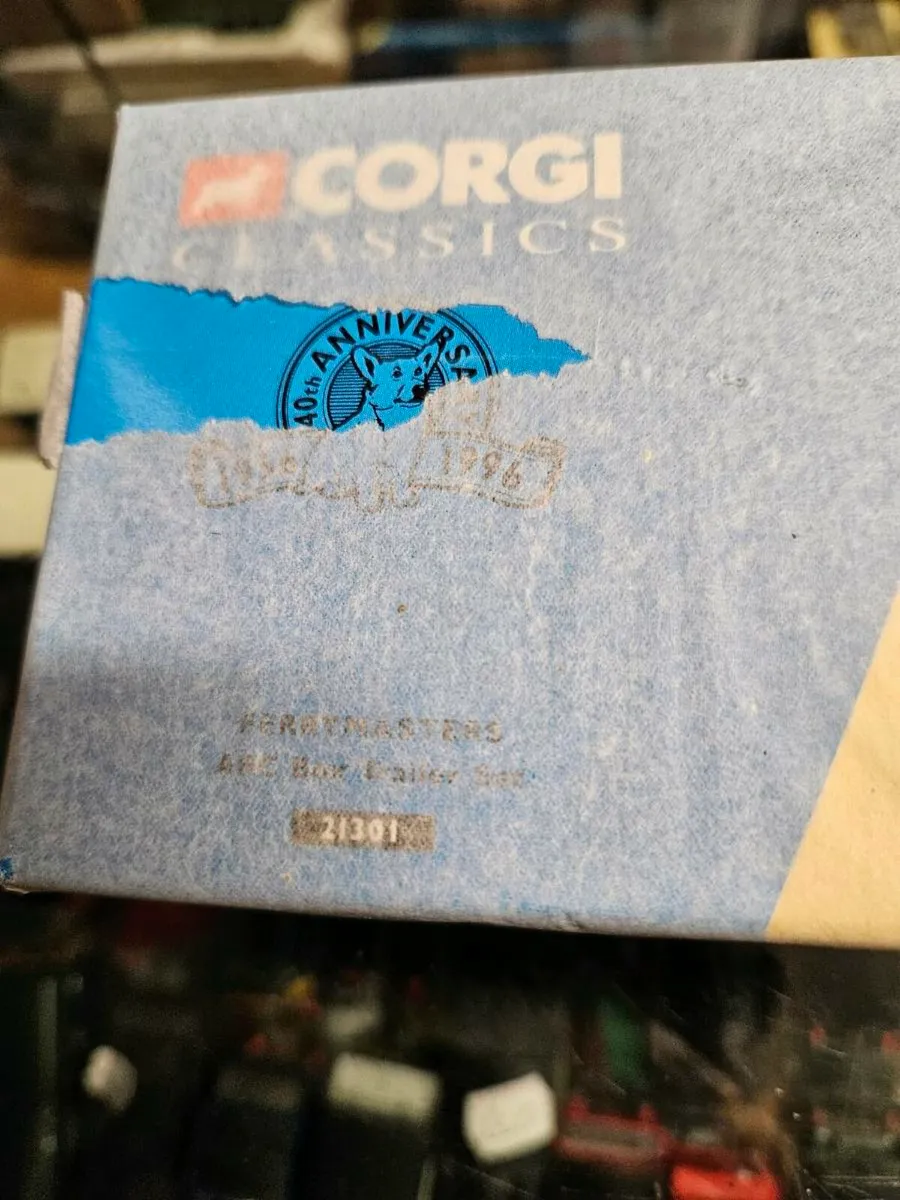 CORGI
CLASSICS
40th ANNIVERSA
1956 1996
FERRYMASTERS
AEC Box Trailer Set
21301